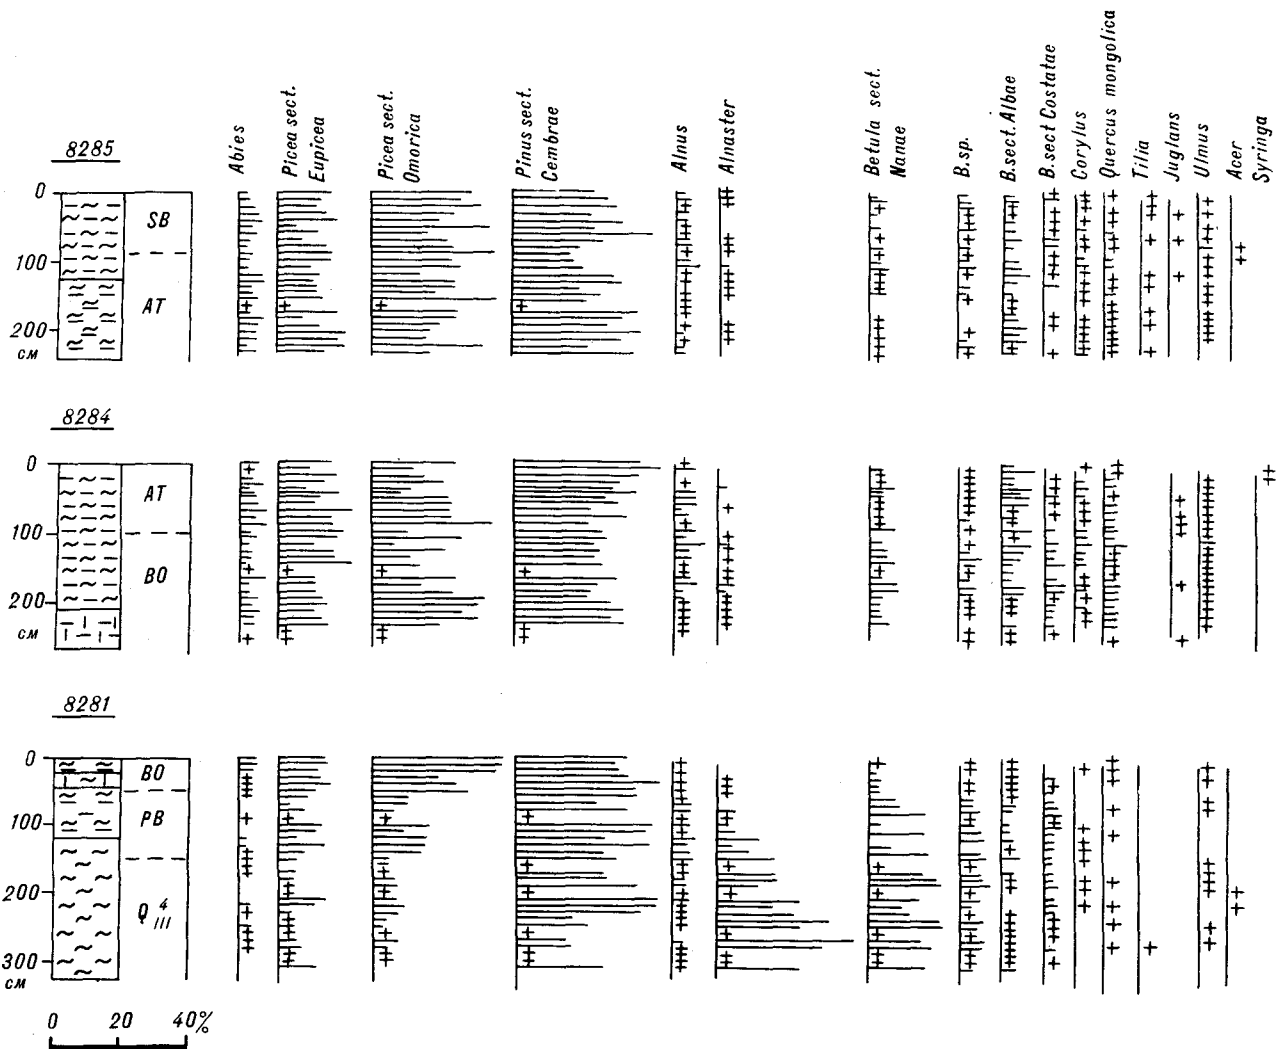 Abies
Picea sect.
Eupicea
Picea sect.
Omorica
Pinus sect.
Cembrae
Alnus
Alnaster
Betula sect.
Nanae
B.sp.
B.sect. Albae
B.sect Costatae
Corylus
Quercus mongolica
Tilia
Juglans
Ulmus
Acer
Syringa
8285
0
100
200
см
SB
AT
8284
0
100
200
см
AT
BO
8281
0
100
200
300
см
BO
PB
Q 4 III
0 20 40%